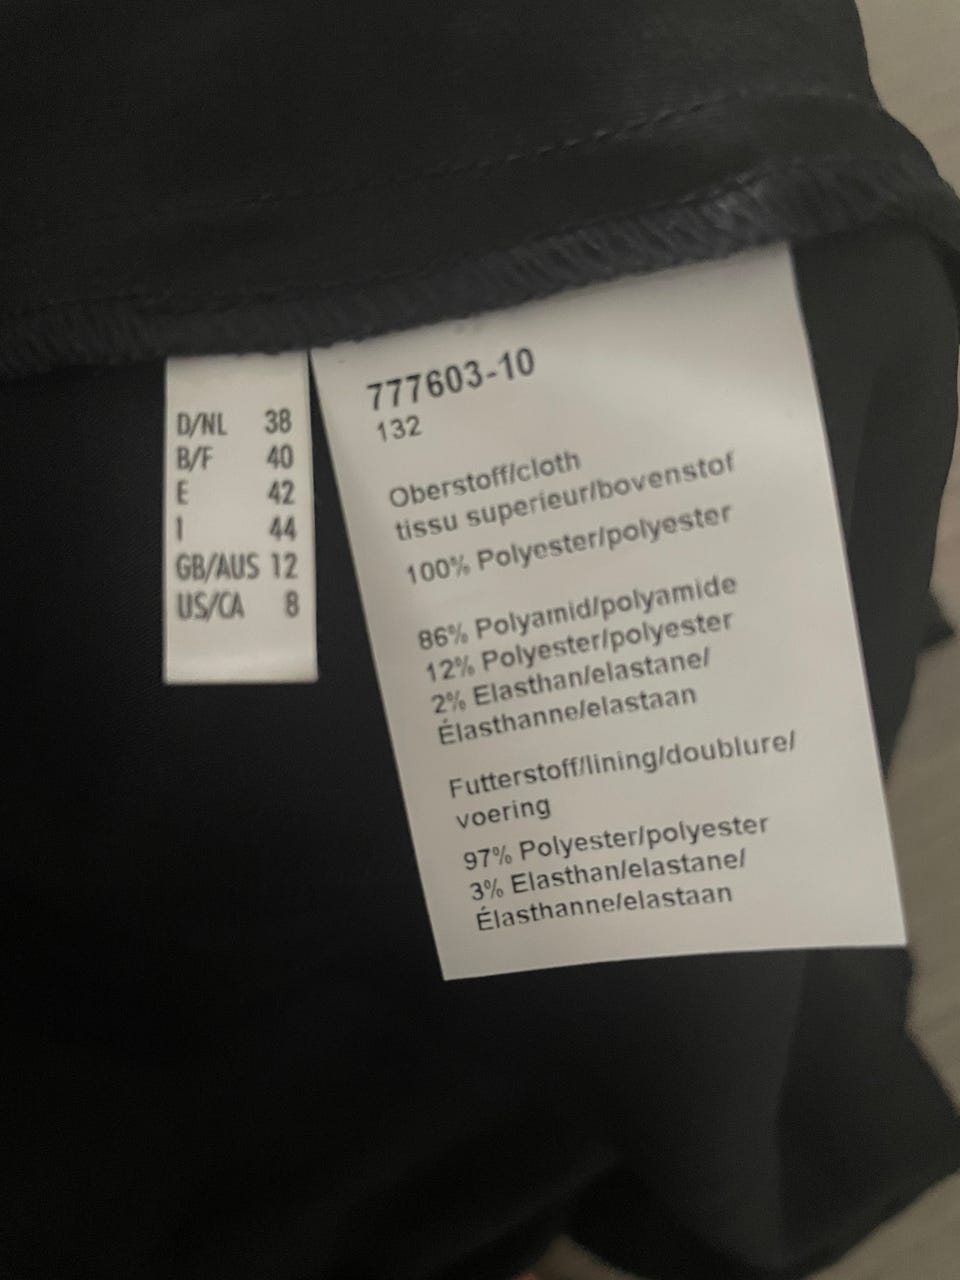 D/NL 38
B/F 40
E 42
I 44
GB/AUS 12
US/CA 8
777603-10
132
Oberstoff/cloth
tissu superieur/bovenstof
100% Polyester/polyester
86% Polyamid/polyamide
12% Polyester/polyester
2% Elasthan/elastane/
Élasthanne/elastaan
Futterstoff/lining/doublure/
voering
97% Polyester/polyester
3% Elasthan/elastane/
Élasthanne/elastaan